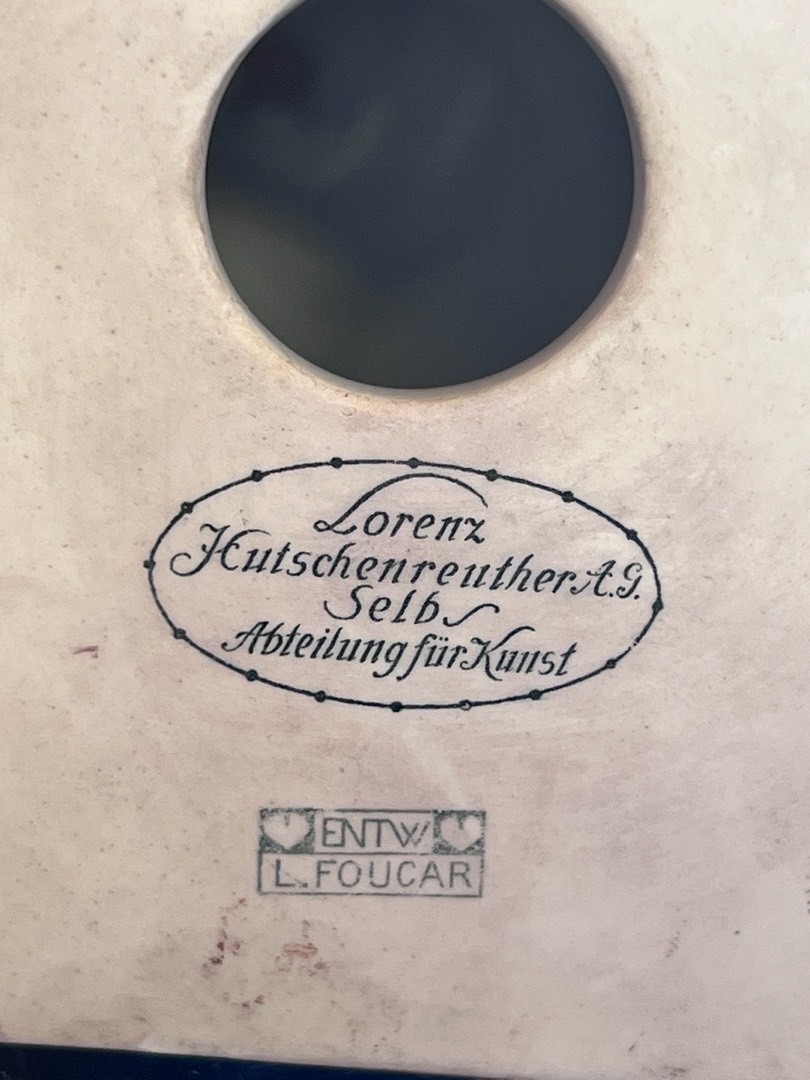 Lorenz
Hutschenreuther A.G.
Selb
Abteilung für Kunst
ENTW
L. FOUCAR